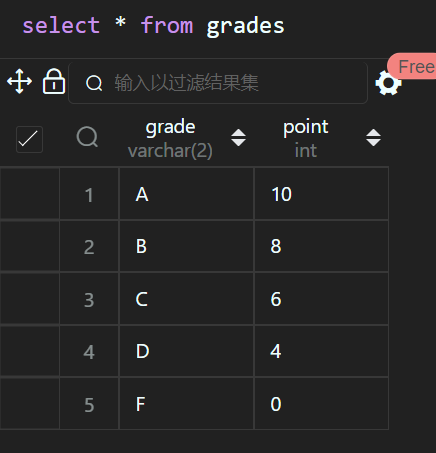 select * from grades
输入以过滤结果集
Free
grade point
varchar(2) int
1 A 10
2 B 8
3 C 6
4 D 4
5 F 0